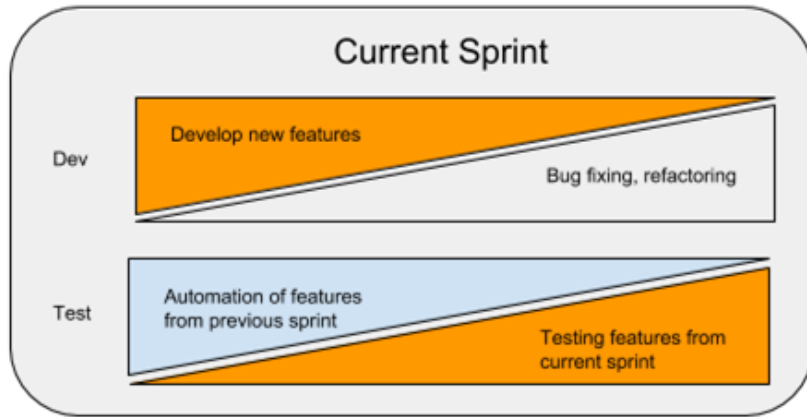 Current Sprint
Dev
Develop new features
Bug fixing, refactoring
Test
Automation of features
from previous sprint
Testing features from
current sprint